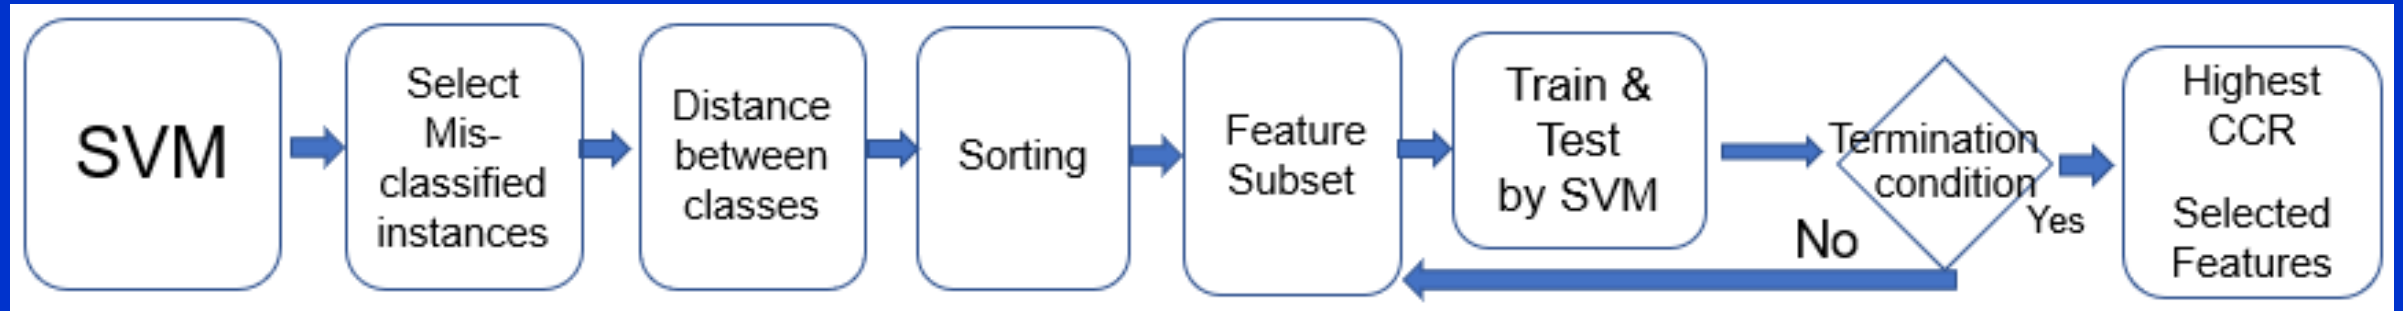 SVM
Select
Mis-
classified
instances
Distance
between
classes
Sorting
Feature
Subset
Train &
Test
by SVM
Termination
condition
Yes
No
Highest
CCR
Selected
Features